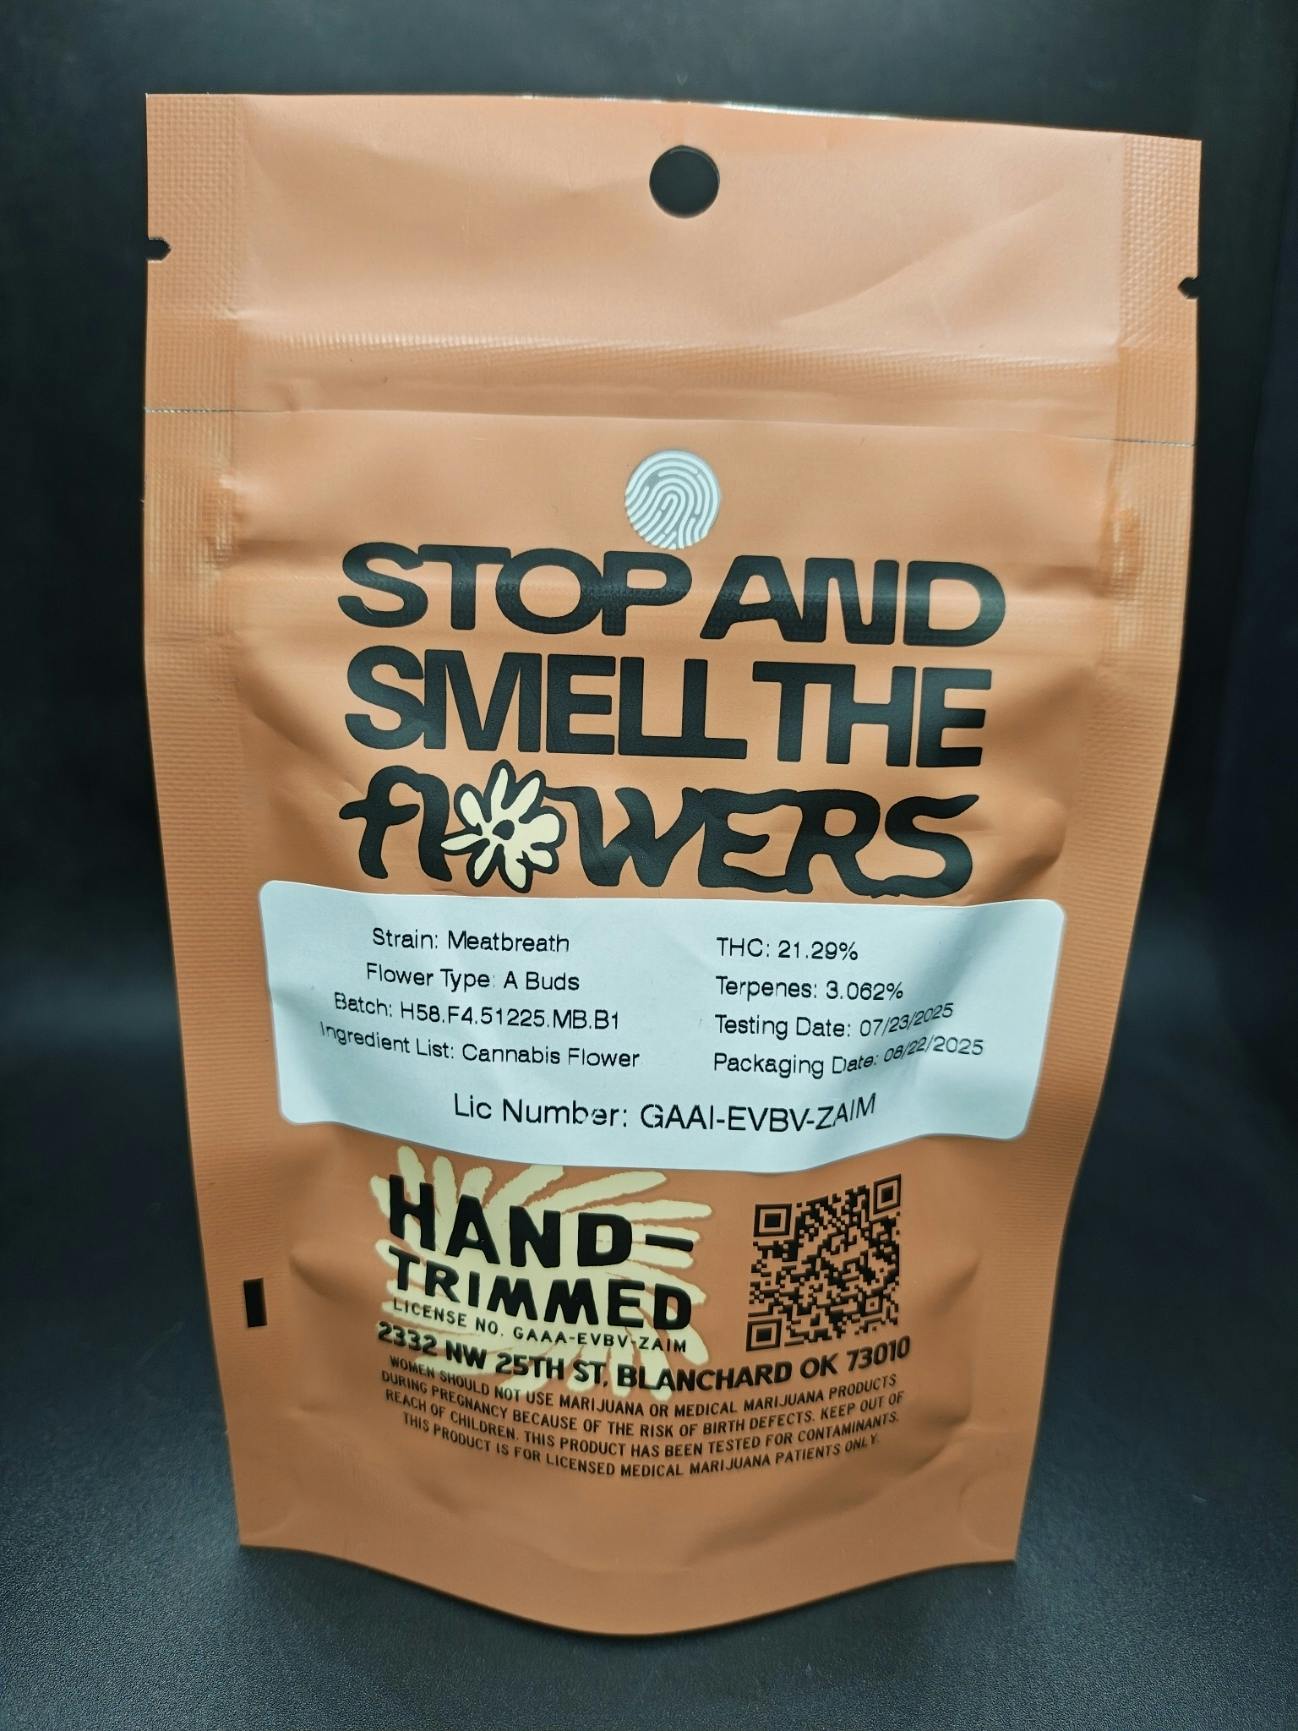 STOP AND
SMELL THE
flOWERS
Strain: Meatbreath
Flower Type: A Buds
Batch: H58.F4.51225.MB.B1
Ingredient List: Cannabis Flower
THC: 21.29%
Terpenes: 3.062%
Testing Date: 07/23/2025
Packaging Date: 08/22/2025
Lic Number: GAAI-EVBV-ZAIM
HAND-
TRIMMED
LICENSE NO. GAAA-EVBV-ZAIM
2332 NW 25TH ST, BLANCHARD OK 73010
WOMEN SHOULD NOT USE MARIJUANA OR MEDICAL MARIJUANA PRODUCTS
DURING PREGNANCY BECAUSE OF THE RISK OF BIRTH DEFECTS. KEEP OUT OF
REACH OF CHILDREN. THIS PRODUCT HAS BEEN TESTED FOR CONTAMINANTS.
THIS PRODUCT IS FOR LICENSED MEDICAL MARIJUANA PATIENTS ONLY.